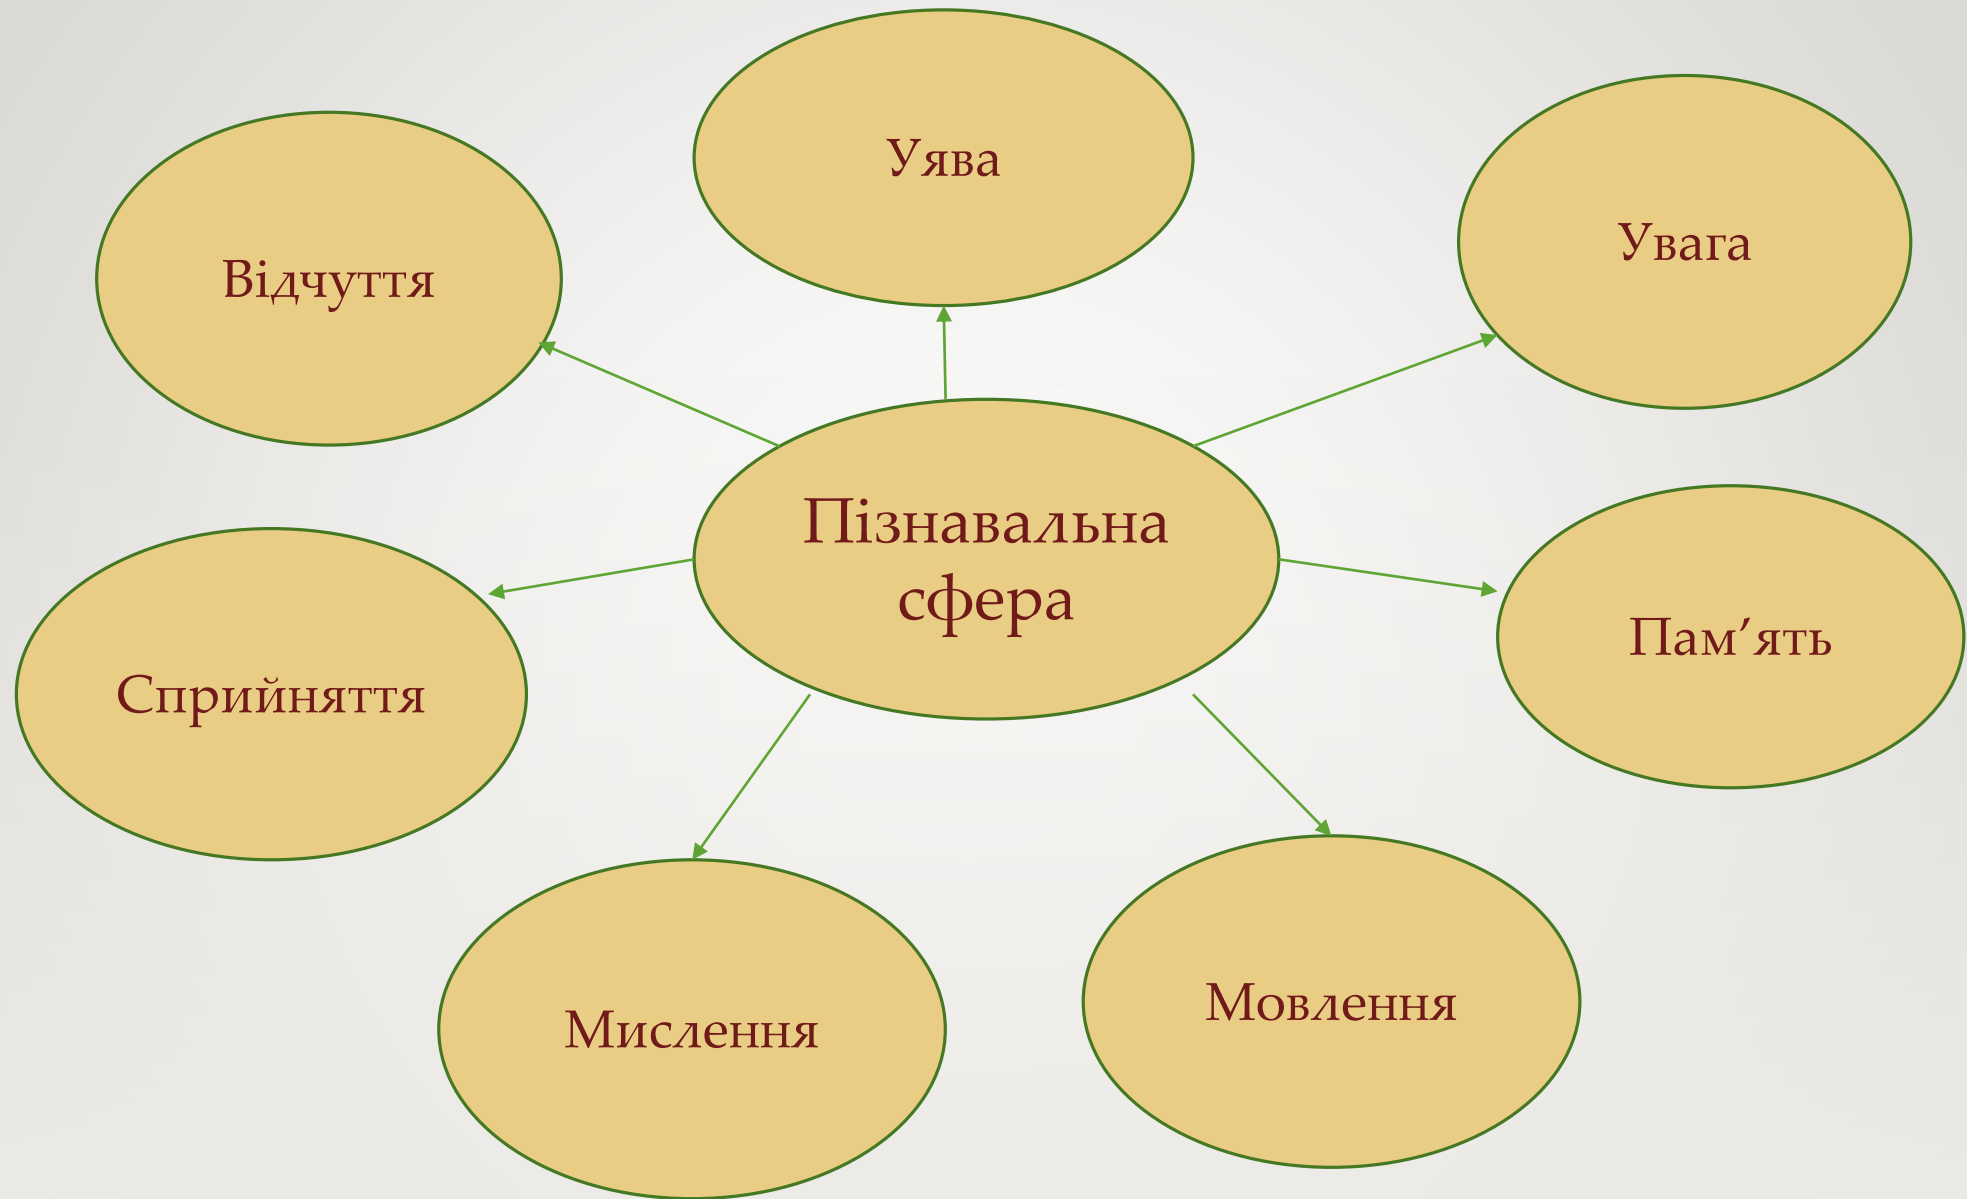 Уява
Увага
Відчуття
Пізнавальна
сфера
Пам’ять
Сприйняття
Мовлення
Мислення